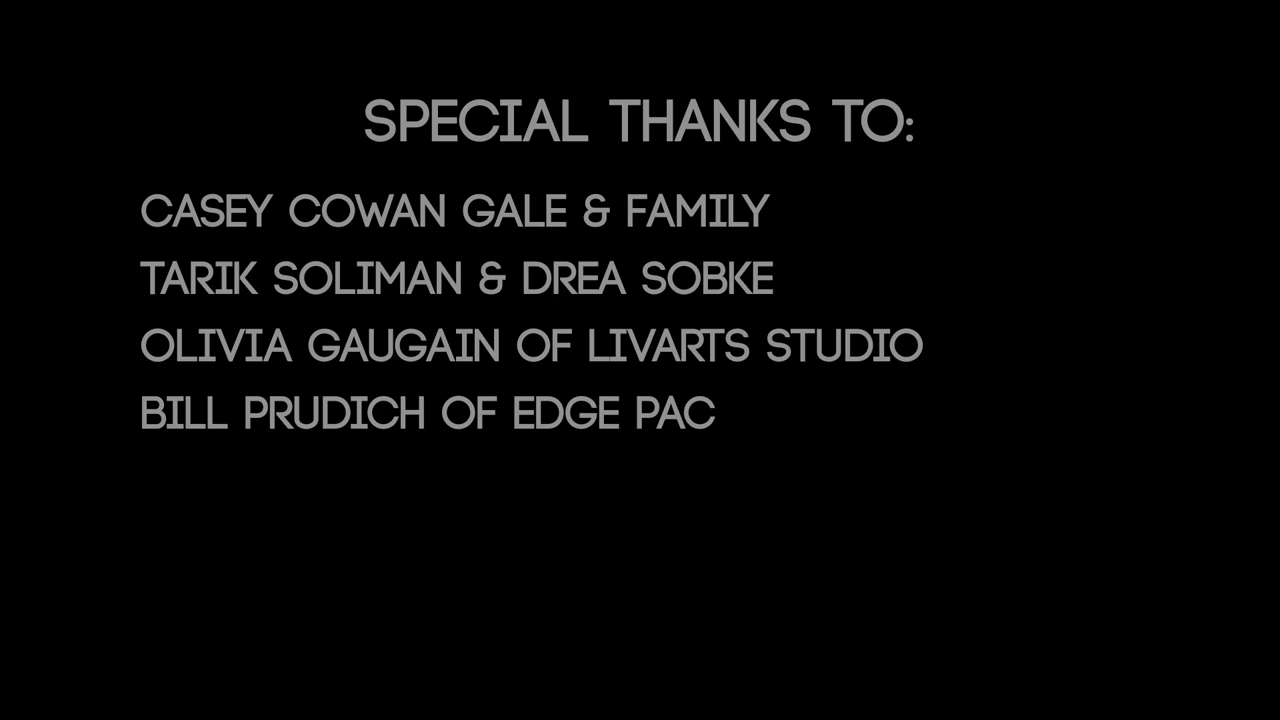 SPECIAL THANKS TO:
CASEY COWAN GALE & FAMILY
TARIK SOLIMAN & DREA SOBKE
OLIVIA GAUGAIN OF LIVARTS STUDIO
BILL PRUDICH OF EDGE PAC